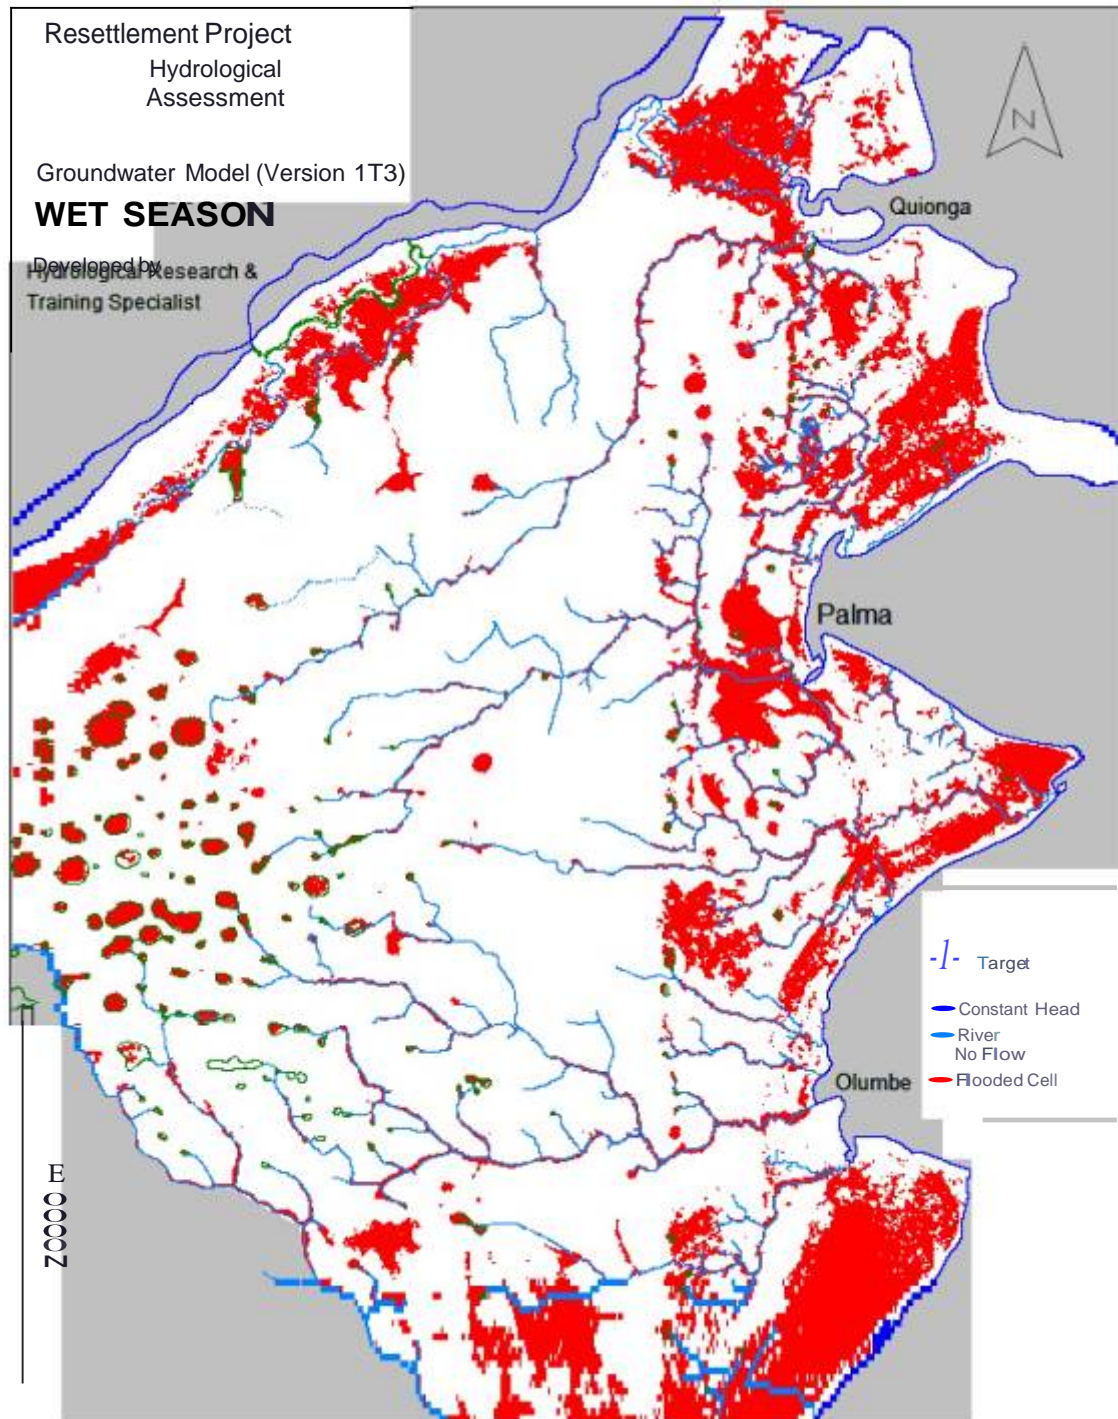 Resettlement Project
Hydrological
Assessment
Groundwater Model (Version 1T3)
WET SEASON
Developed by
Hydrological Research &
Training Specialist
N
Quionga
Palma
-1- Target
Constant Head
River
No Flow
Flooded Cell
Olumbe